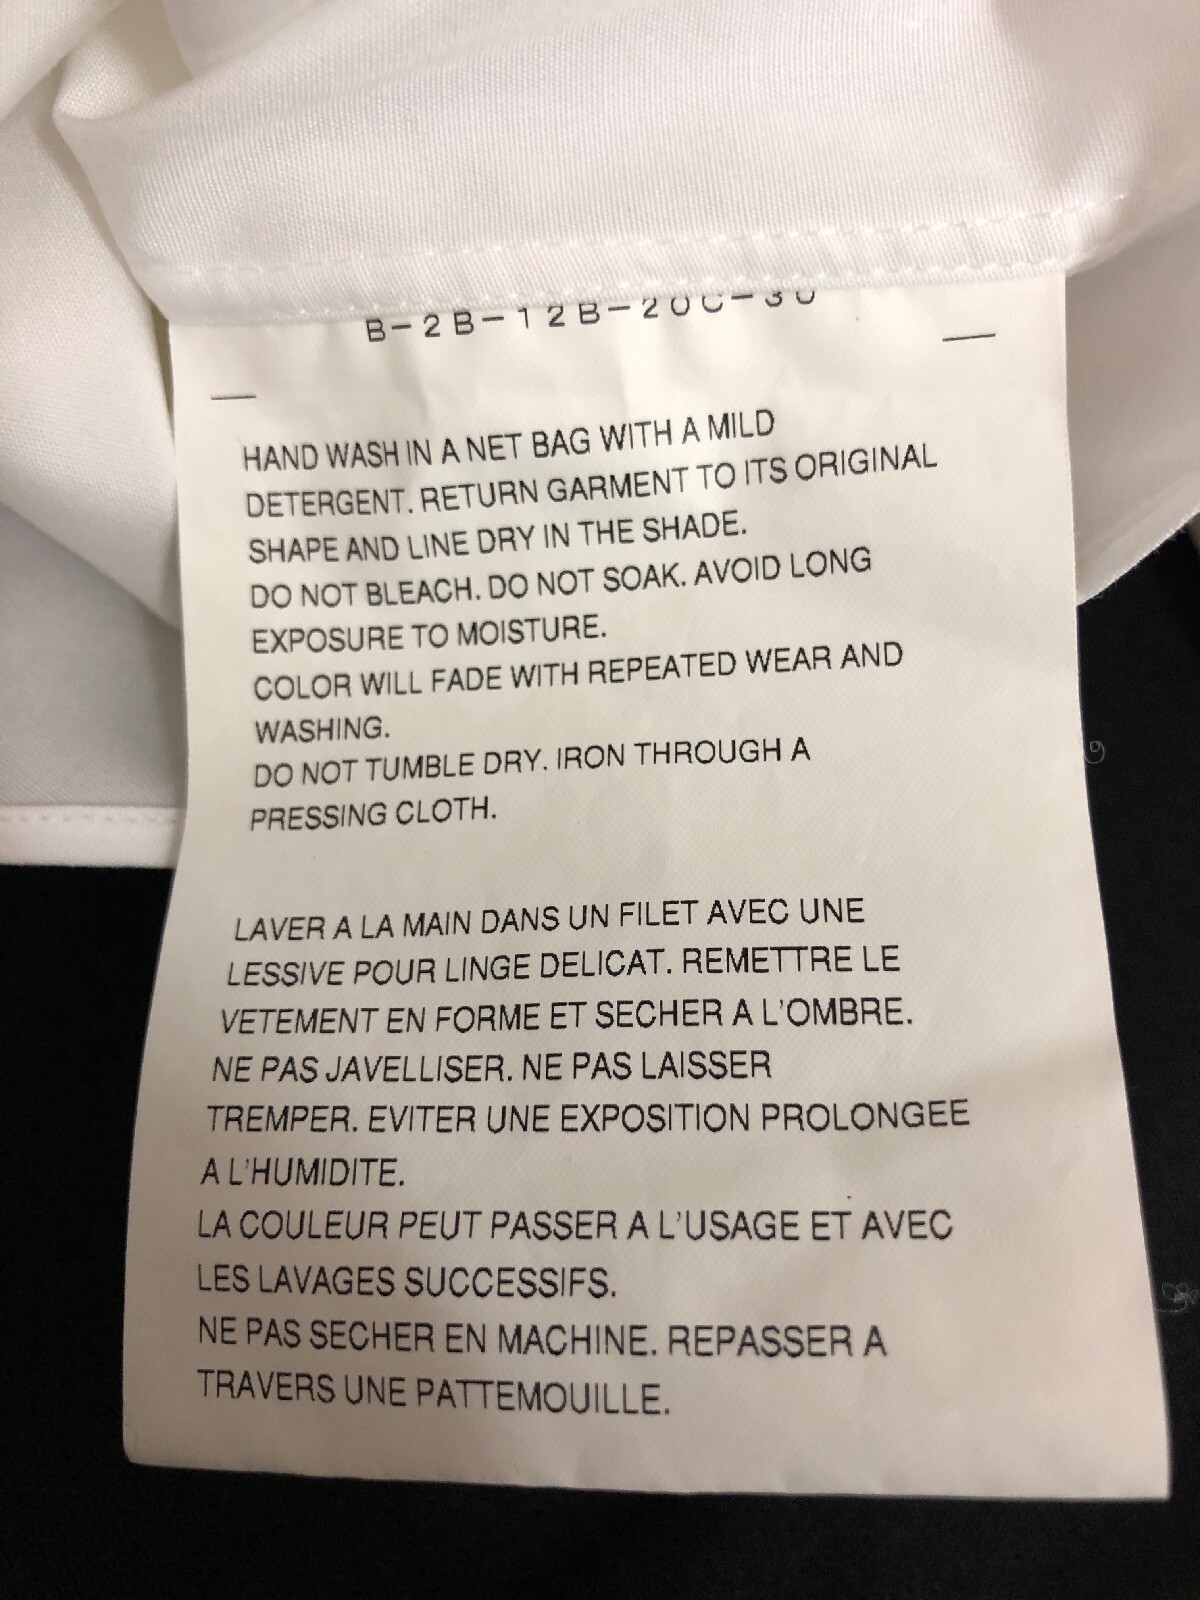 B-2B-12B-20C-30
HAND WASH IN A NET BAG WITH A MILD
DETERGENT. RETURN GARMENT TO ITS ORIGINAL
SHAPE AND LINE DRY IN THE SHADE.
DO NOT BLEACH. DO NOT SOAK. AVOID LONG
EXPOSURE TO MOISTURE.
COLOR WILL FADE WITH REPEATED WEAR AND
WASHING.
DO NOT TUMBLE DRY. IRON THROUGH A
PRESSING CLOTH.
LAVER A LA MAIN DANS UN FILET AVEC UNE
LESSIVE POUR LINGE DELICAT. REMETTRE LE
VETEMENT EN FORME ET SECHER A L'OMBRE.
NE PAS JAVELLISER. NE PAS LAISSER
TREMPER. EVITER UNE EXPOSITION PROLONGEE
A L'HUMIDITE.
LA COULEUR PEUT PASSER A L'USAGE ET AVEC
LES LAVAGES SUCCESSIFS.
NE PAS SECHER EN MACHINE. REPASSER A
TRAVERS UNE PATTEMOUILLE.